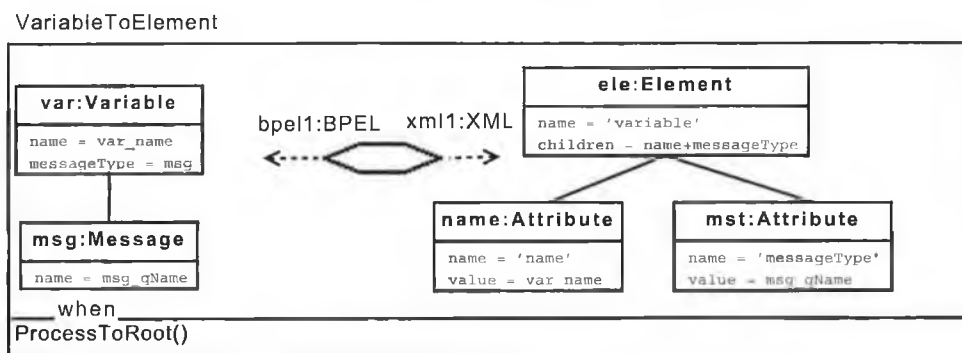 VariableToElement
var:Variable
name = var_name
messageType = msg
msg:Message
name = msg_qName
bpel1:BPEL
xml1:XML
ele:Element
name = 'variable'
children = name+messageType
name:Attribute
name = 'name'
value = var_name
mst:Attribute
name = 'messageType'
value = msg_qName
when
ProcessToRoot()